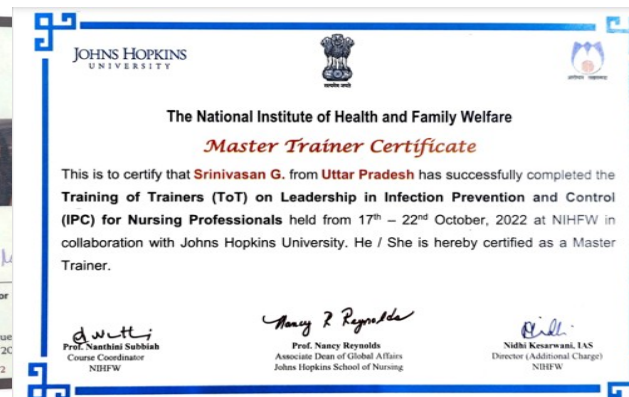 JOHNS HOPKINS
UNIVERSITY
The National Institute of Health and Family Welfare
Master Trainer Certificate
This is to certify that Srinivasan G. from Uttar Pradesh has successfully completed the
Training of Trainers (ToT) on Leadership in Infection Prevention and Control
(IPC) for Nursing Professionals held from 17th – 22nd October, 2022 at NIHFW in
collaboration with Johns Hopkins University. He / She is hereby certified as a Master
Trainer.
Nancy R Reynolds
Prof. Nanthini Subbiah
Course Coordinator
NIHFW
Prof. Nancy Reynolds
Associate Dean of Global Affairs
Johns Hopkins School of Nursing
Nidhi Kesarwani, IAS
Director (Additional Charge)
NIHFW